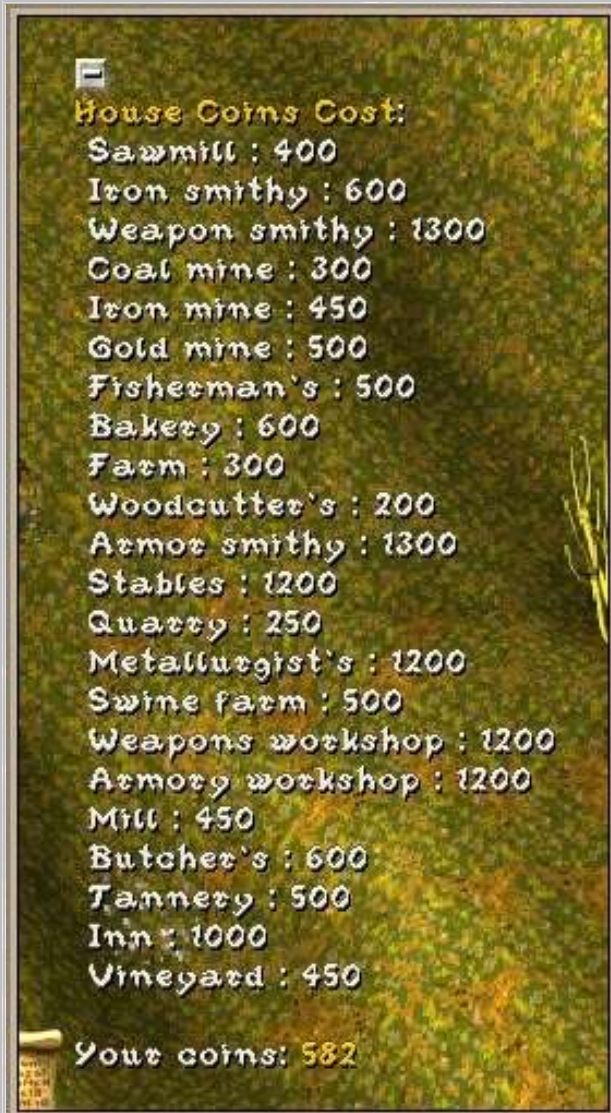 House Coins Cost:
Sawmill : 400
Iron smithy : 600
Weapon smithy : 1300
Coal mine : 300
Iron mine : 450
Gold mine : 500
Fisherman`s : 500
Bakery : 600
Farm : 300
Woodcutter`s : 200
Armor smithy : 1300
Stables : 1200
Quarry : 250
Metallurgist`s : 1200
Swine farm : 500
Weapons workshop : 1200
Armory workshop : 1200
Mill : 450
Butcher`s : 600
Tannery : 500
Inn : 1000
Vineyard : 450
Your coins: 582